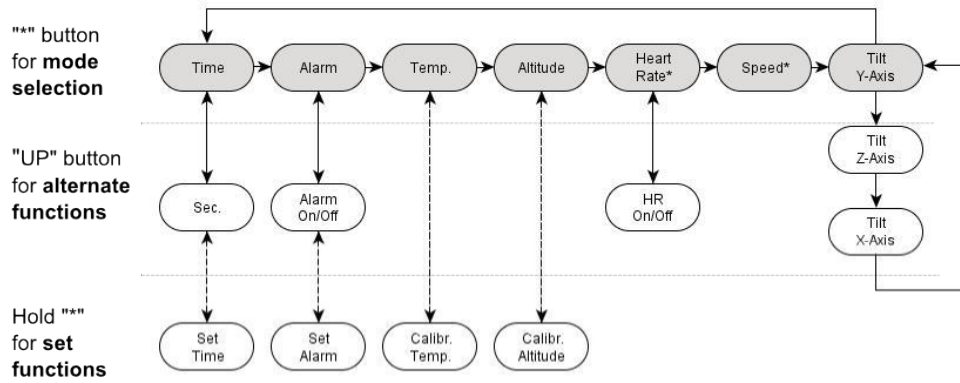 "*" button
for mode
selection
Time
Alarm
Temp.
Altitude
Heart
Rate*
Speed*
Tilt
Y-Axis
"UP" button
for alternate
functions
Sec.
Alarm
On/Off
HR
On/Off
Tilt
Z-Axis
Tilt
X-Axis
Hold "*"
for set
functions
Set
Time
Set
Alarm
Calibr.
Temp.
Calibr.
Altitude